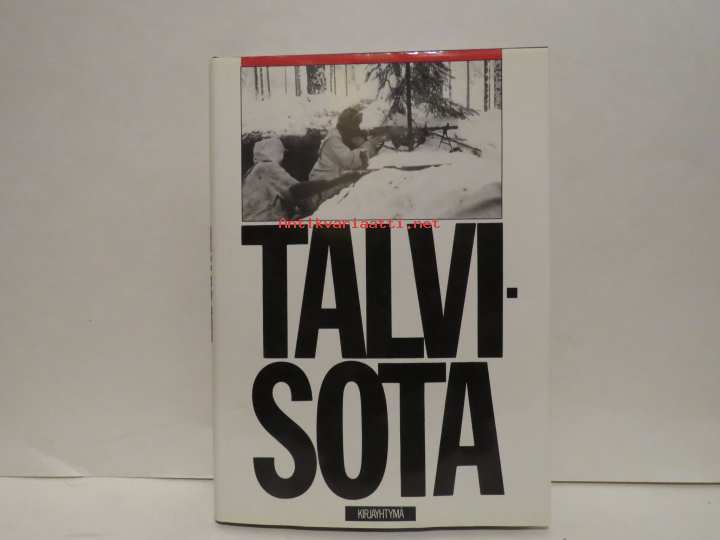 Antikvariaatti.net
TALVI-
SOTA
KIRJAYHTYMÄ